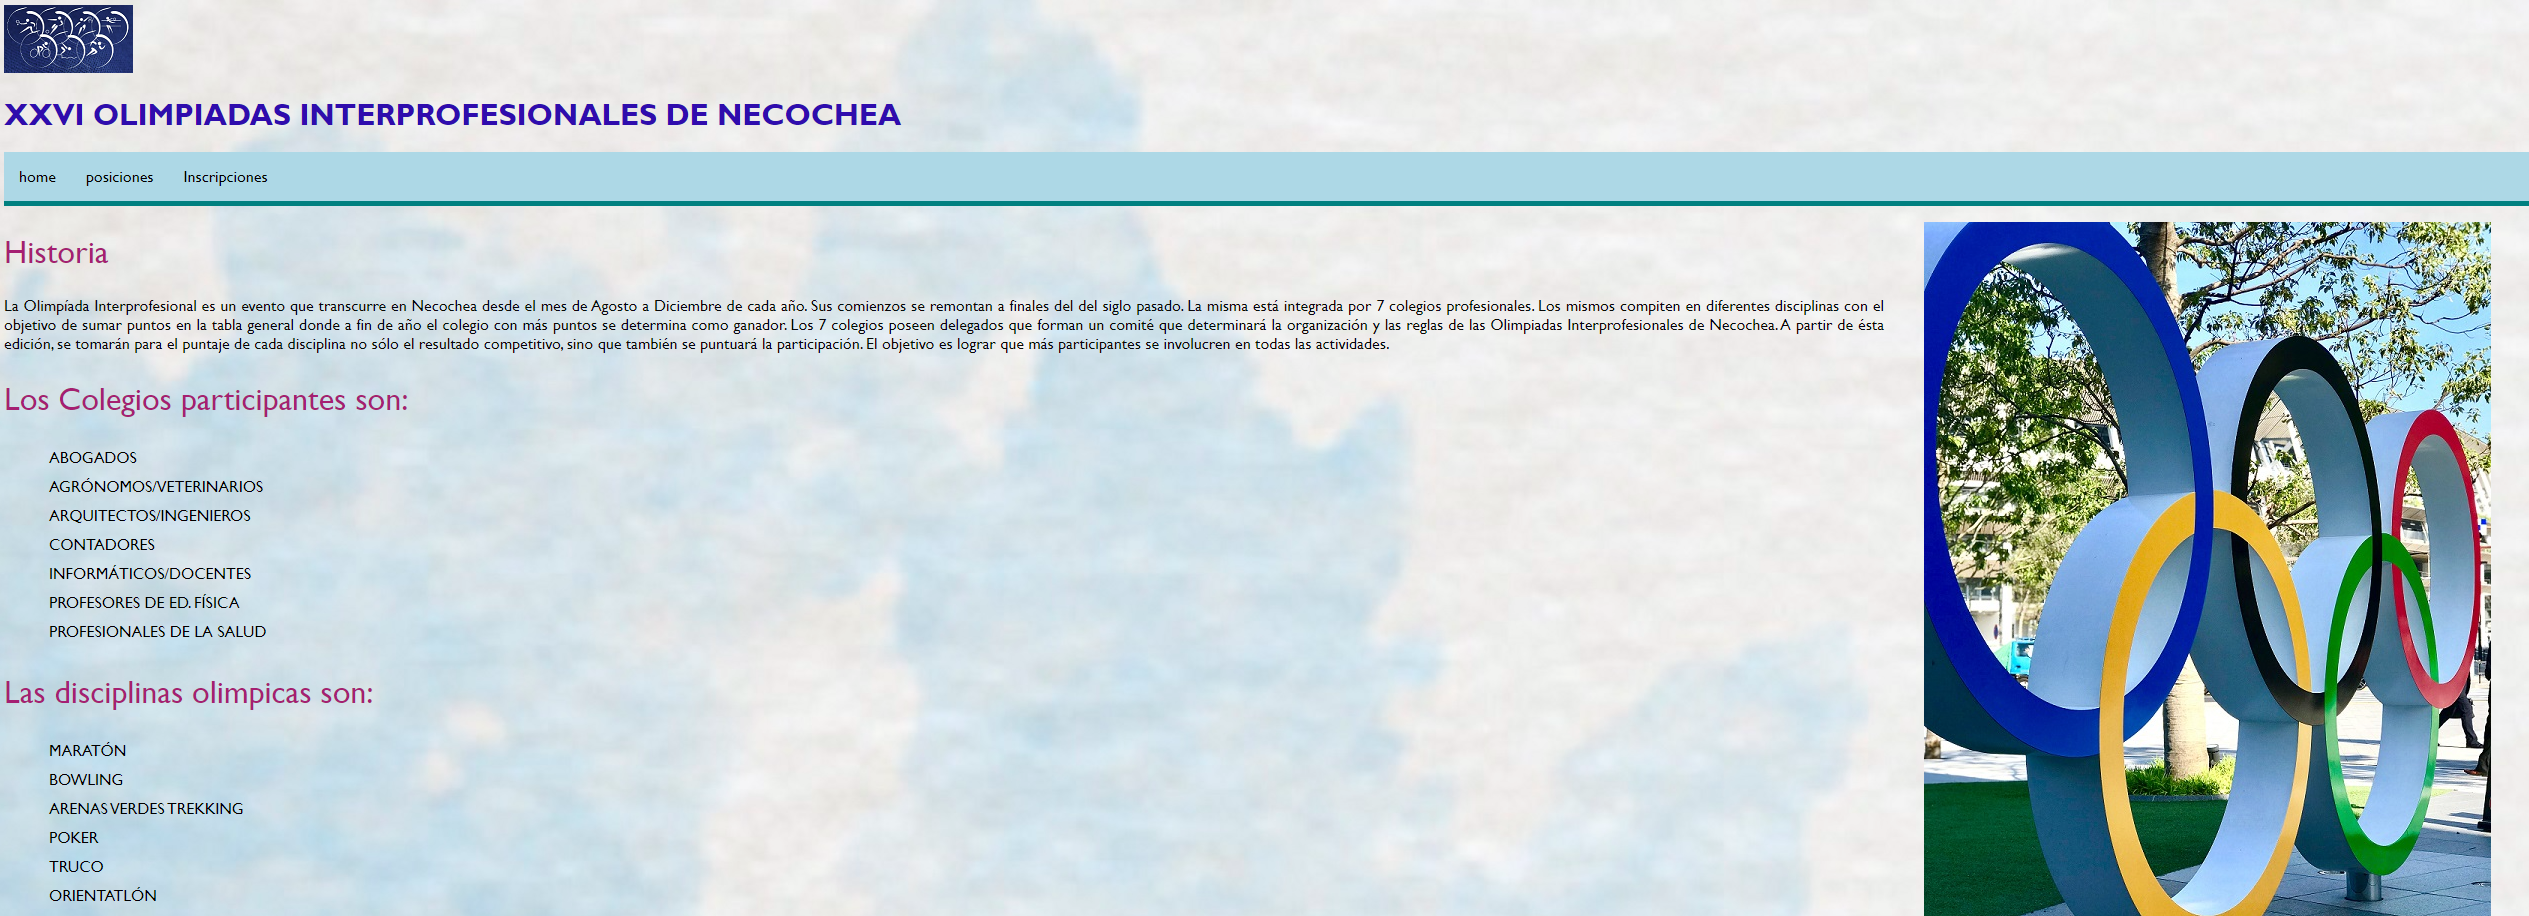 XXVI OLIMPIADAS INTERPROFESIONALES DE NECOCHEA
home posiciones Inscripciones
Historia
La Olimpíada Interprofesional es un evento que transcurre en Necochea desde el mes de Agosto a Diciembre de cada año. Sus comienzos se remontan a finales del del siglo pasado. La misma está integrada por 7 colegios profesionales. Los mismos compiten en diferentes disciplinas con el
objetivo de sumar puntos en la tabla general donde a fin de año el colegio con más puntos se determina como ganador. Los 7 colegios poseen delegados que forman un comité que determinará la organización y las reglas de las Olimpiadas Interprofesionales de Necochea. A partir de ésta
edición, se tomarán para el puntaje de cada disciplina no sólo el resultado competitivo, sino que también se puntuará la participación. El objetivo es lograr que más participantes se involucren en todas las actividades.
Los Colegios participantes son:
ABOGADOS
AGRÓNOMOS/VETERINARIOS
ARQUITECTOS/INGENIEROS
CONTADORES
INFORMÁTICOS/DOCENTES
PROFESORES DE ED. FÍSICA
PROFESIONALES DE LA SALUD
Las disciplinas olimpicas son:
MARATÓN
BOWLING
ARENAS VERDES TREKKING
POKER
TRUCO
ORIENTATLÓN